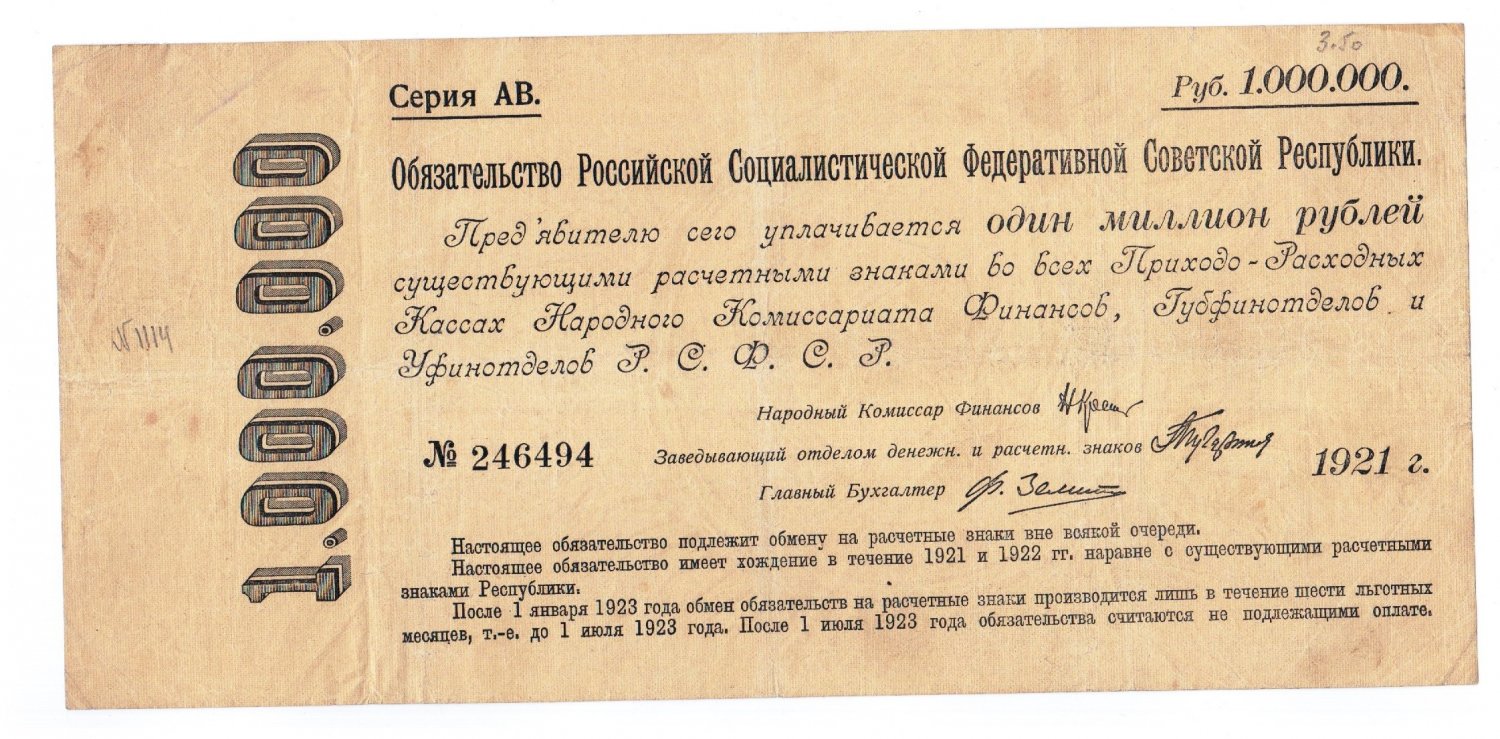 3.50
Серия АВ.
Руб. 1.000.000.
Обязательство Российской Социалистической Федеративной Советской Республики.
Пред'явителю сего уплачивается один миллион рублей
существующими расчетными знаками во всех Приходо-Расходных
Кассах Народного Комиссариата Финансов, Губфинотделов и
Уфинотделов Р. С. Ф. С. Р.
Народный Комиссар Финансов
№ 246494
Заведывающий отделом денежн. и расчетн. знаков
1921 г.
Главный Бухгалтер Ф.
Настоящее обязательство подлежит обмену на расчетные знаки вне всякой очереди.
Настоящее обязательство имеет хождение в течение 1921 и 1922 гг. наравне с существующими расчетными
знаками Республики.
После 1 января 1923 года обмен обязательств на расчетные знаки производится лишь в течение шести льготных
месяцев, т.-е. до 1 июля 1923 года. После 1 июля 1923 года обязательства считаются не подлежащими оплате.
1.000.000